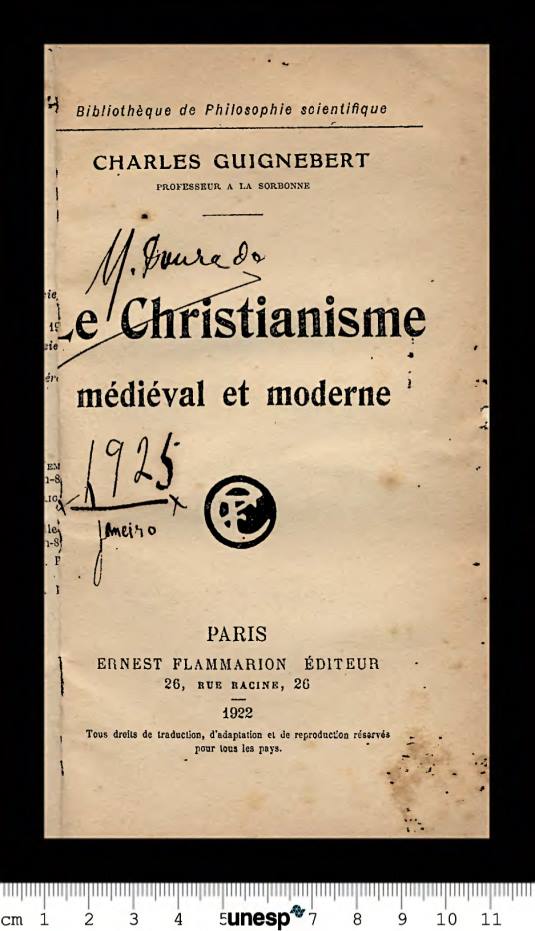 Bibliothèque de Philosophie scientifique
CHARLES GUIGNEBERT
PROFESSEUR A LA SORBONNE
M. Dourado
Le Christianisme
médiéval et moderne
1925
janeiro
PARIS
ERNEST FLAMMARION ÉDITEUR
26, RUE RACINE, 26
1922
Tous droits de traduction, d'adaptation et de reproduction réservés
pour tous les pays.
cm 1 2 3 4 5 unesp 7 8 9 10 11